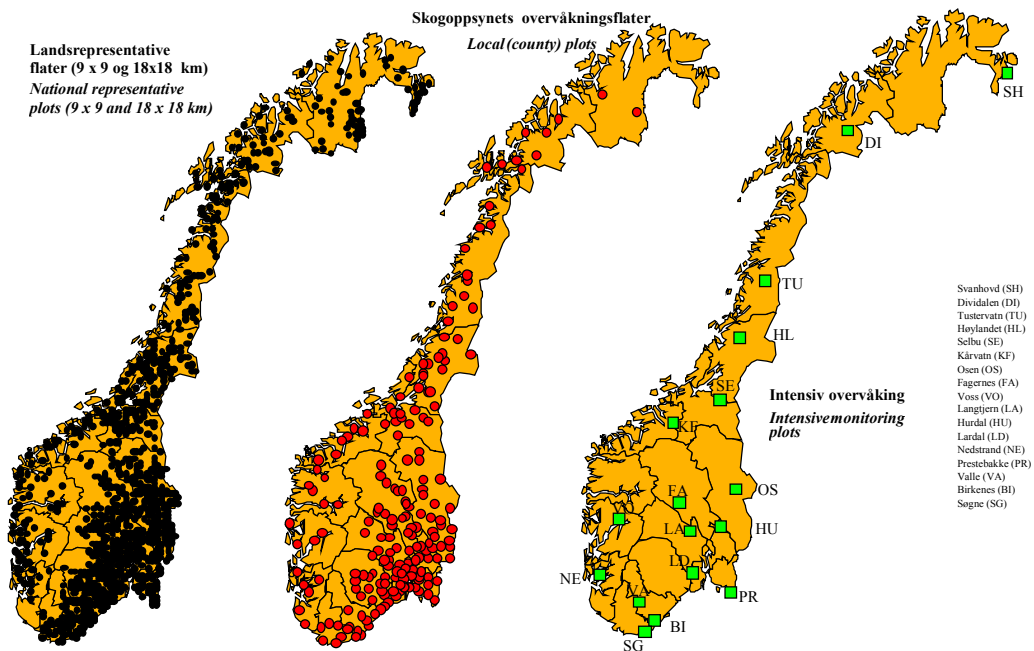 Skogoppsynets overvåkningsflater
Local (county) plots
Landsrepresentative
flater (9 x 9 og 18x18 km)
National representative
plots (9 x 9 and 18 x 18 km)
SH
DI
TU
HL
SE
KF
Intensiv overvåking
Intensivemonitoring
plots
FA
OS
LA
HU
LD
NE
VA
PR
BI
SG
Svanhovd (SH)
Dividalen (DI)
Tustervatn (TU)
Høylandet (HL)
Selbu (SE)
Kårvatn (KF)
Osen (OS)
Fagernes (FA)
Voss (VO)
Langtjern (LA)
Hurdal (HU)
Lardal (LD)
Nedstrand (NE)
Prestebakke (PR)
Valle (VA)
Birkenes (BI)
Søgne (SG)